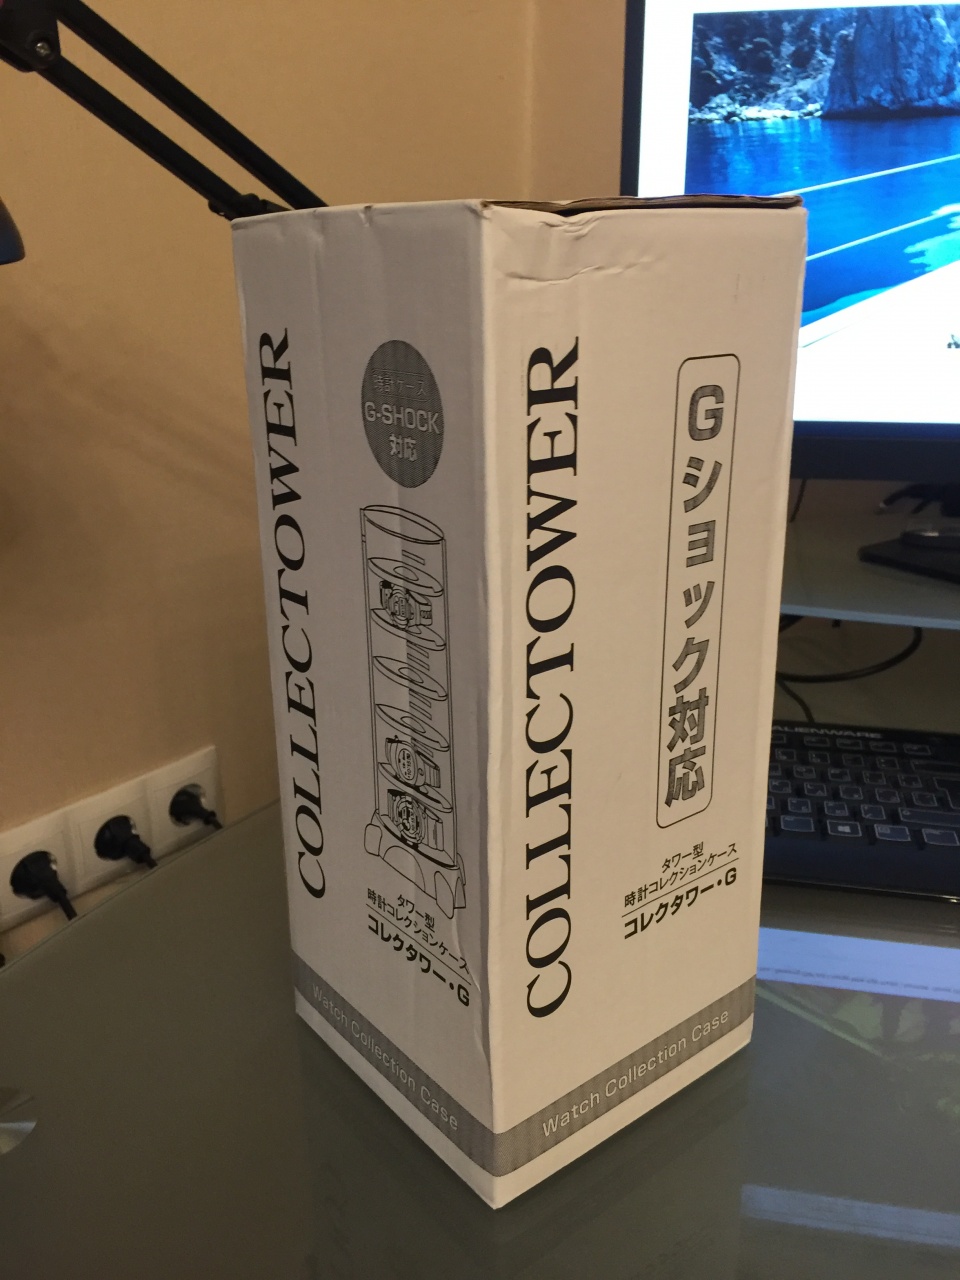 COLLECTOWER
時計ケース
G-SHOCK
対応
タワー型
時計コレクションケース
コレクタワー・G
Watch Collection Case
COLLECTOWER
Gショック対応
タワー型
時計コレクションケース
コレクタワー・G
Watch Collection Case
ALIENWARE